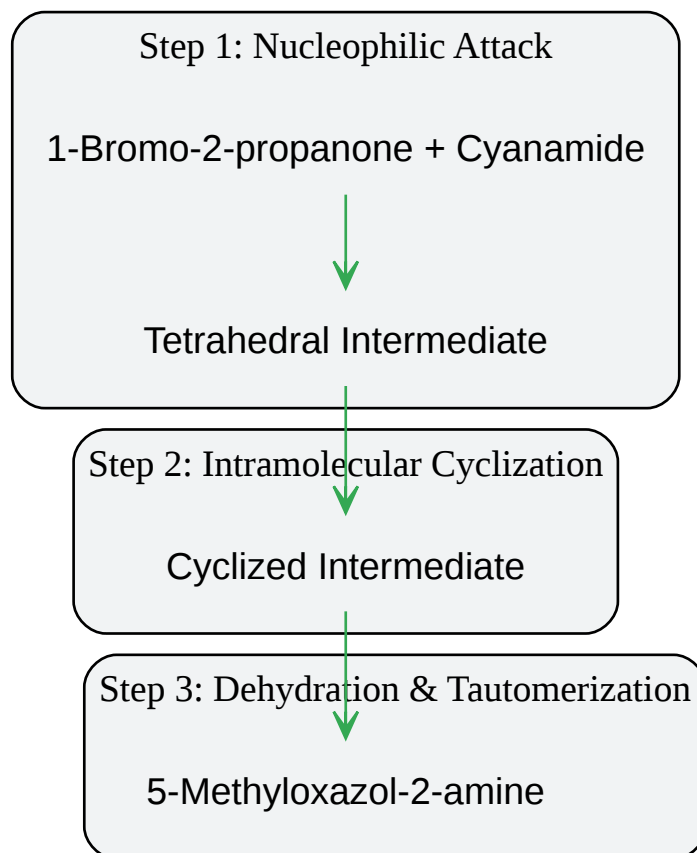 Step 1: Nucleophilic Attack
1-Bromo-2-propanone + Cyanamide
Tetrahedral Intermediate
Step 2: Intramolecular Cyclization
Cyclized Intermediate
Step 3: Dehydration & Tautomerization
5-Methyloxazol-2-amine